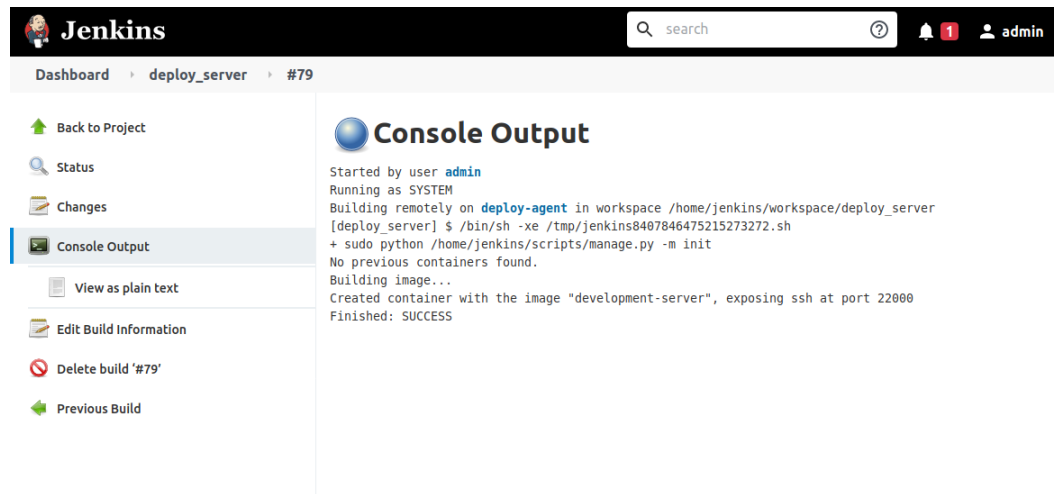 Jenkins
search
1
admin
Dashboard
deploy_server
#79
Back to Project
Status
Changes
Console Output
View as plain text
Edit Build Information
Delete build '#79'
Previous Build
Console Output
Started by user admin
Running as SYSTEM
Building remotely on deploy-agent in workspace /home/jenkins/workspace/deploy_server
[deploy_server] $ /bin/sh -xe /tmp/jenkins8407846475215273272.sh
+ sudo python /home/jenkins/scripts/manage.py -m init
No previous containers found.
Building image...
Created container with the image "development-server", exposing ssh at port 22000
Finished: SUCCESS